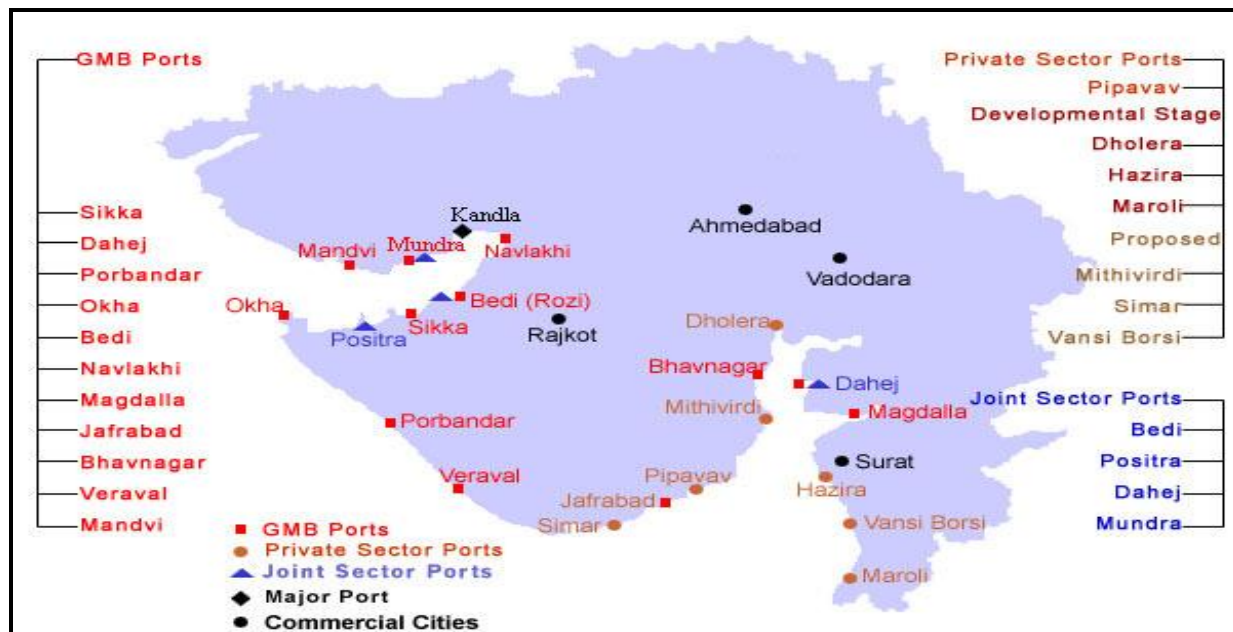 GMB Ports
Sikka
Dahej
Porbandar
Okha
Bedi
Navlakhi
Magdalla
Jafrabad
Bhavnagar
Veraval
Mandvi
Kandla
Mandvi
Mundra
Navlakhi
Okha
Bedi (Rozi)
Sikka
Positra
Rajkot
Ahmedabad
Vadodara
Dholera
Bhavnagar
Dahej
Mithivirdi
Magdalla
Porbandar
Surat
Veraval
Pipavav
Hazira
Jafrabad
Simar
Vansi Borsi
Maroli
GMB Ports
Private Sector Ports
Joint Sector Ports
Major Port
Commercial Cities
Private Sector Ports
Pipavav
Developmental Stage
Dholera
Hazira
Maroli
Proposed
Mithivirdi
Simar
Vansi Borsi
Joint Sector Ports
Bedi
Positra
Dahej
Mundra